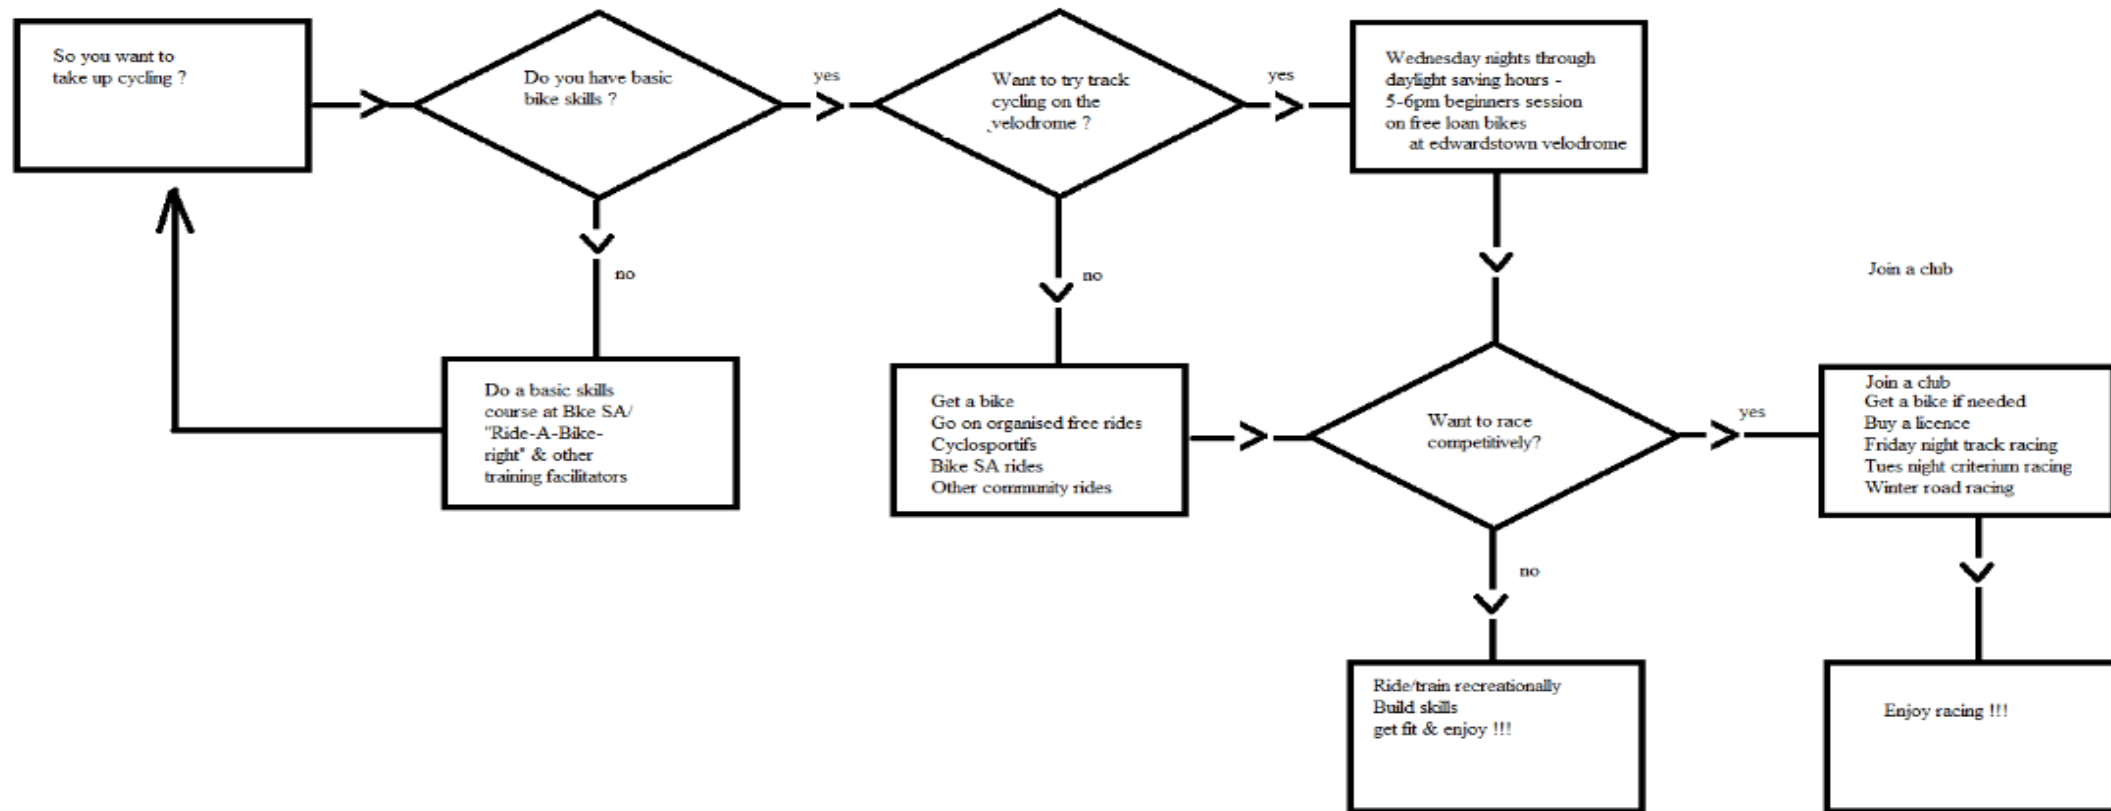 So you want to
take up cycling ?
Do you have basic
bike skills ?
yes
Want to try track
cycling on the
velodrome ?
yes
Wednesday nights through
daylight saving hours -
5-6pm beginners session
on free loan bikes
at edwardstown velodrome
no
no
Join a club
Do a basic skills
course at Bke SA/
"Ride-A-Bike-
right" & other
training facilitators
Get a bike
Go on organised free rides
Cyclosportifs
Bike SA rides
Other community rides
Want to race
competitively?
yes
Join a club
Get a bike if needed
Buy a licence
Friday night track racing
Tues night criterium racing
Winter road racing
no
Ride/train recreationally
Build skills
get fit & enjoy !!!
Enjoy racing !!!